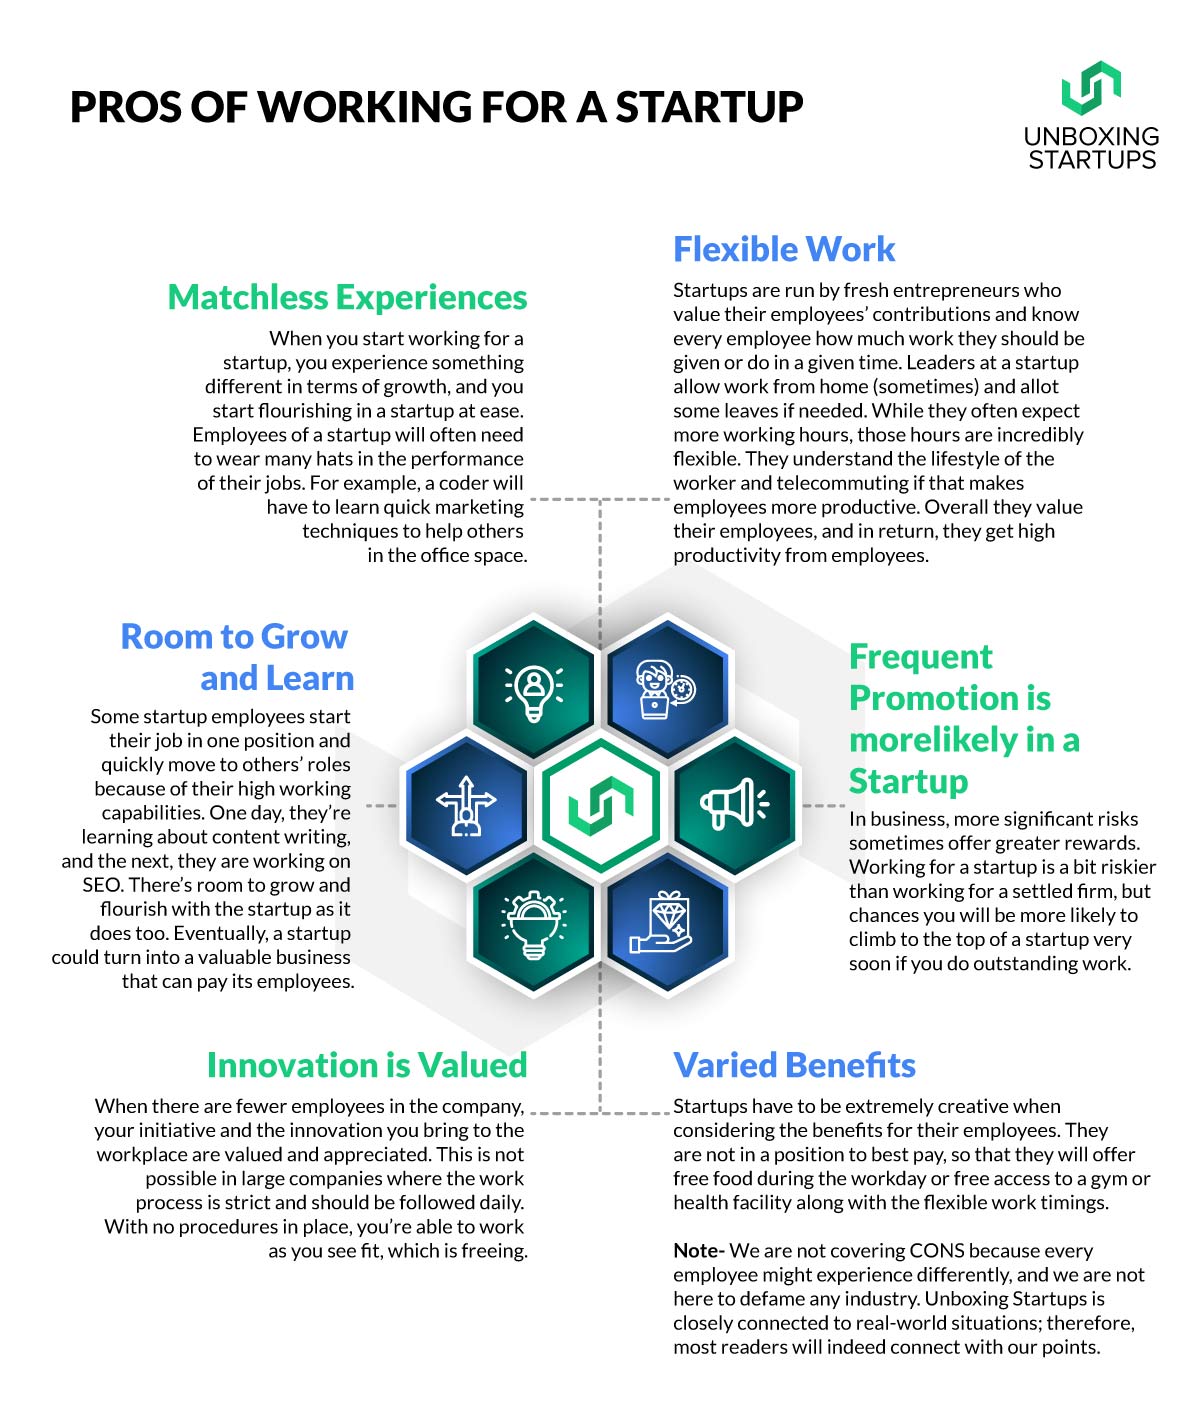 PROS OF WORKING FOR A STARTUP
UNBOXING
STARTUPS
Matchless Experiences
When you start working for a
startup, you experience something
different in terms of growth, and you
start flourishing in a startup at ease.
Employees of a startup will often need
to wear many hats in the performance
of their jobs. For example, a coder will
have to learn quick marketing
techniques to help others
in the office space.
Flexible Work
Startups are run by fresh entrepreneurs who
value their employees’ contributions and know
every employee how much work they should be
given or do in a given time. Leaders at a startup
allow work from home (sometimes) and allot
some leaves if needed. While they often expect
more working hours, those hours are incredibly
flexible. They understand the lifestyle of the
worker and telecommuting if that makes
employees more productive. Overall they value
their employees, and in return, they get high
productivity from employees.
Room to Grow
and Learn
Some startup employees start
their job in one position and
quickly move to others’ roles
because of their high working
capabilities. One day, they’re
learning about content writing,
and the next, they are working on
SEO. There’s room to grow and
flourish with the startup as it
does too. Eventually, a startup
could turn into a valuable business
that can pay its employees.
Frequent
Promotion is
morelikely in a
Startup
In business, more significant risks
sometimes offer greater rewards.
Working for a startup is a bit riskier
than working for a settled firm, but
chances you will be more likely to
climb to the top of a startup very
soon if you do outstanding work.
Innovation is Valued
When there are fewer employees in the company,
your initiative and the innovation you bring to the
workplace are valued and appreciated. This is not
possible in large companies where the work
process is strict and should be followed daily.
With no procedures in place, you’re able to work
as you see fit, which is freeing.
Varied Benefits
Startups have to be extremely creative when
considering the benefits for their employees. They
are not in a position to best pay, so that they will offer
free food during the workday or free access to a gym or
health facility along with the flexible work timings.
Note- We are not covering CONS because every
employee might experience differently, and we are not
here to defame any industry. Unboxing Startups is
closely connected to real-world situations; therefore,
most readers will indeed connect with our points.